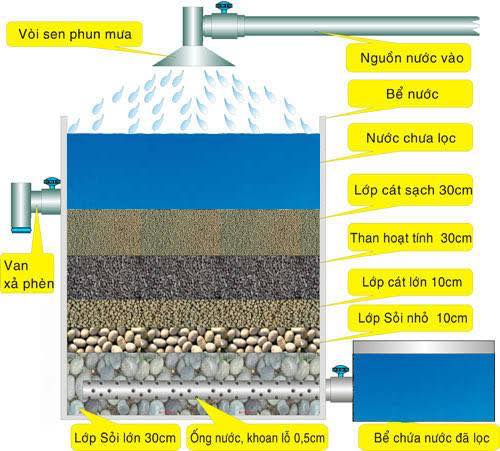 Vòi sen phun mưa
Nguồn nước vào
Bể nước
Nước chưa lọc
Lớp cát sạch 30cm
Than hoạt tính 30cm
Van
xả phèn
Lớp cát lớn 10cm
Lớp Sỏi nhỏ 10cm
Lớp Sỏi lớn 30cm
Ống nước, khoan lỗ 0,5cm
Bể chứa nước đã lọc